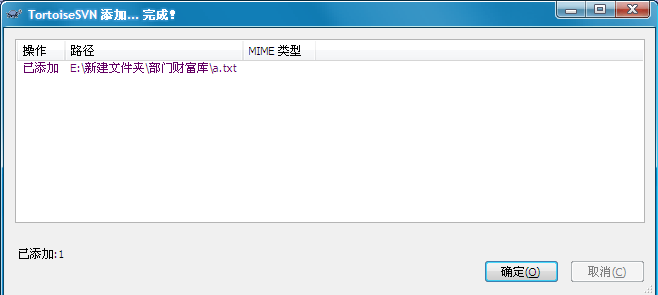 TortoiseSVN 添加... 完成!
操作 路径 MIME 类型
已添加 E:\新建文件夹\部门财富库\a.txt
已添加:1
确定(O) 取消(C)